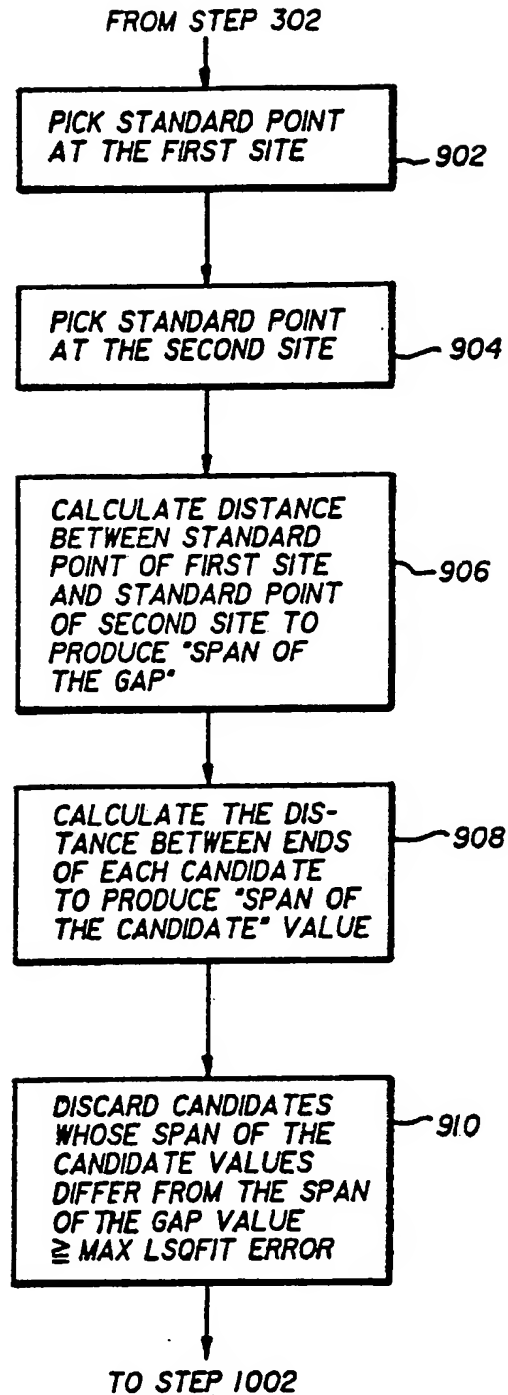 FROM STEP 302
PICK STANDARD POINT
AT THE FIRST SITE
902
PICK STANDARD POINT
AT THE SECOND SITE
904
CALCULATE DISTANCE
BETWEEN STANDARD
POINT OF FIRST SITE
AND STANDARD POINT
OF SECOND SITE TO
PRODUCE "SPAN OF
THE GAP"
906
CALCULATE THE DIS-
TANCE BETWEEN ENDS
OF EACH CANDIDATE
TO PRODUCE "SPAN OF
THE CANDIDATE" VALUE
908
DISCARD CANDIDATES
WHOSE SPAN OF THE
CANDIDATE VALUES
DIFFER FROM THE SPAN
OF THE GAP VALUE
≧ MAX LSQFIT ERROR
910
TO STEP 1002